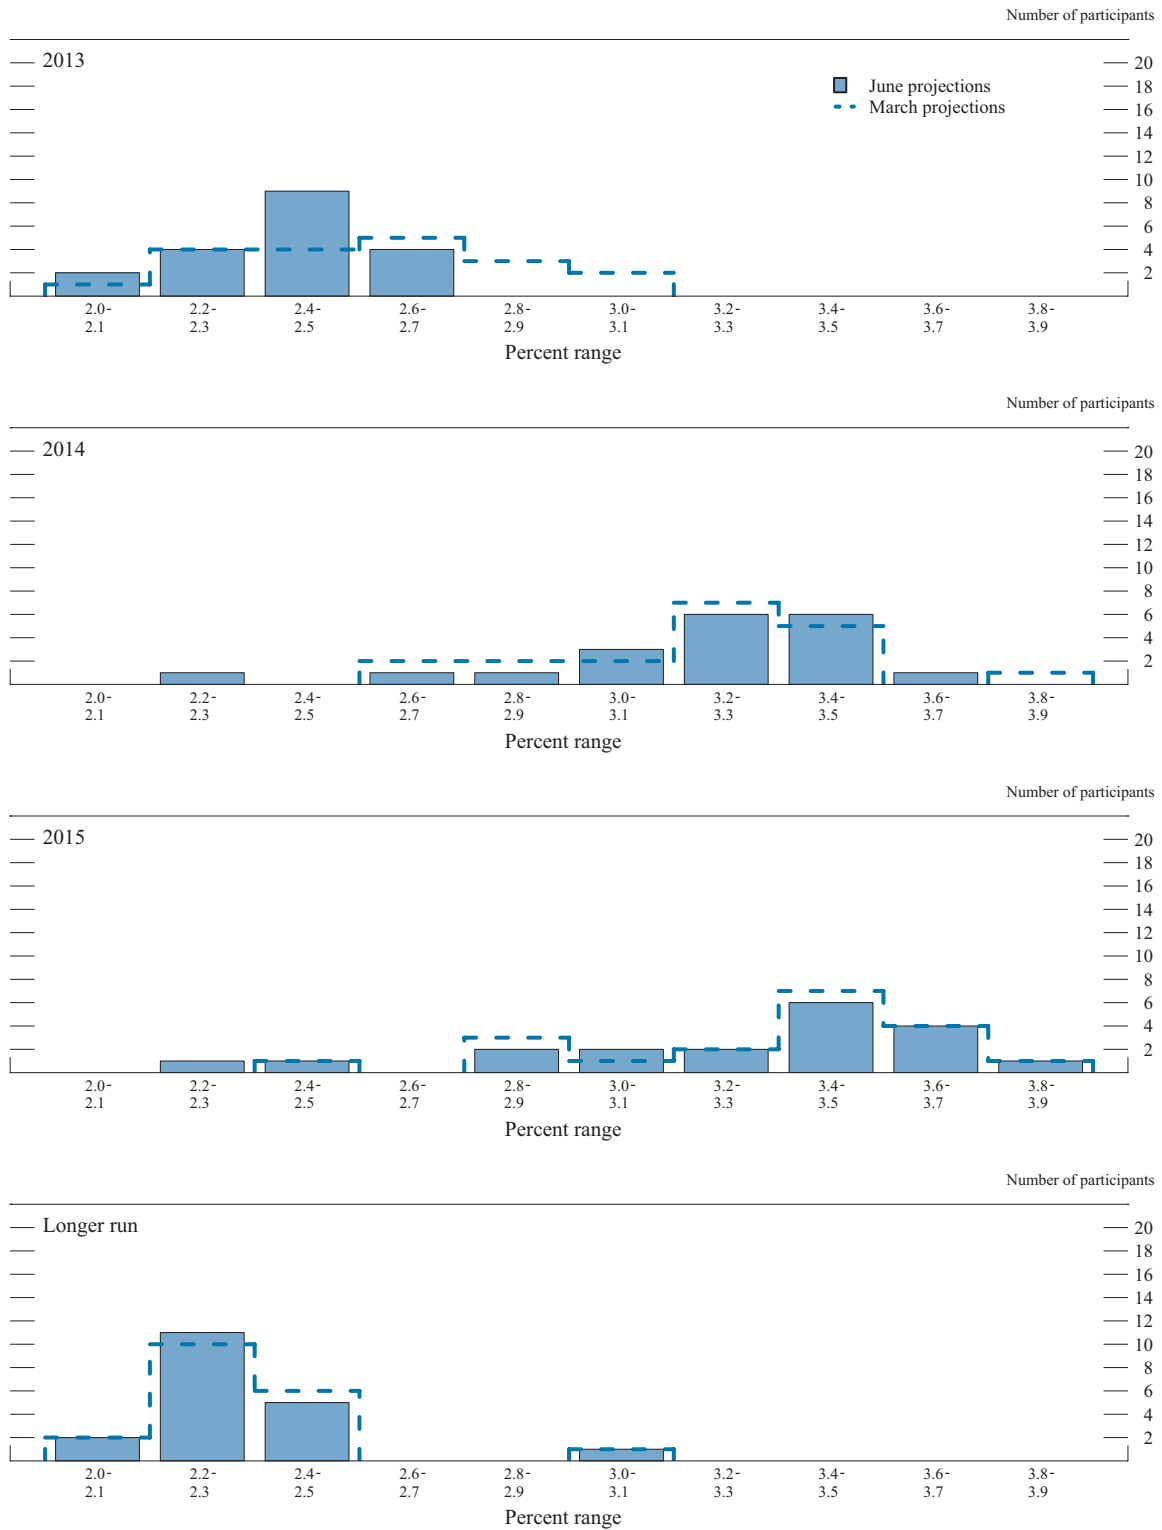 Number of participants
2013
20
18
16
14
12
10
8
6
4
2
June projections
March projections
2.0- 2.2- 2.4- 2.6- 2.8- 3.0- 3.2- 3.4- 3.6- 3.8-
2.1 2.3 2.5 2.7 2.9 3.1 3.3 3.5 3.7 3.9
Percent range
Number of participants
2014
20
18
16
14
12
10
8
6
4
2
2.0- 2.2- 2.4- 2.6- 2.8- 3.0- 3.2- 3.4- 3.6- 3.8-
2.1 2.3 2.5 2.7 2.9 3.1 3.3 3.5 3.7 3.9
Percent range
Number of participants
2015
20
18
16
14
12
10
8
6
4
2
2.0- 2.2- 2.4- 2.6- 2.8- 3.0- 3.2- 3.4- 3.6- 3.8-
2.1 2.3 2.5 2.7 2.9 3.1 3.3 3.5 3.7 3.9
Percent range
Number of participants
Longer run
20
18
16
14
12
10
8
6
4
2
2.0- 2.2- 2.4- 2.6- 2.8- 3.0- 3.2- 3.4- 3.6- 3.8-
2.1 2.3 2.5 2.7 2.9 3.1 3.3 3.5 3.7 3.9
Percent range